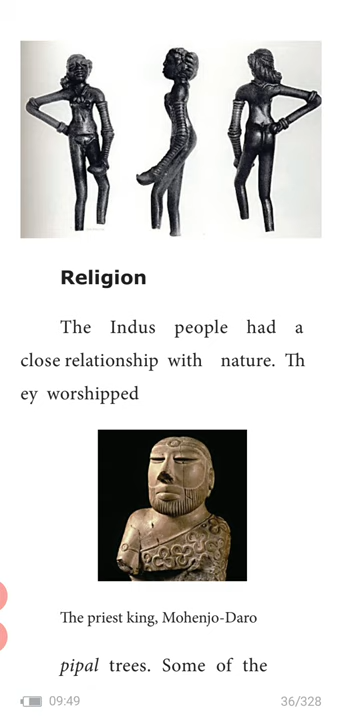 Religion
The Indus people had a
close relationship with nature. Th
ey worshipped
The priest king, Mohenjo-Daro
pipal trees. Some of the
09:49
36/328